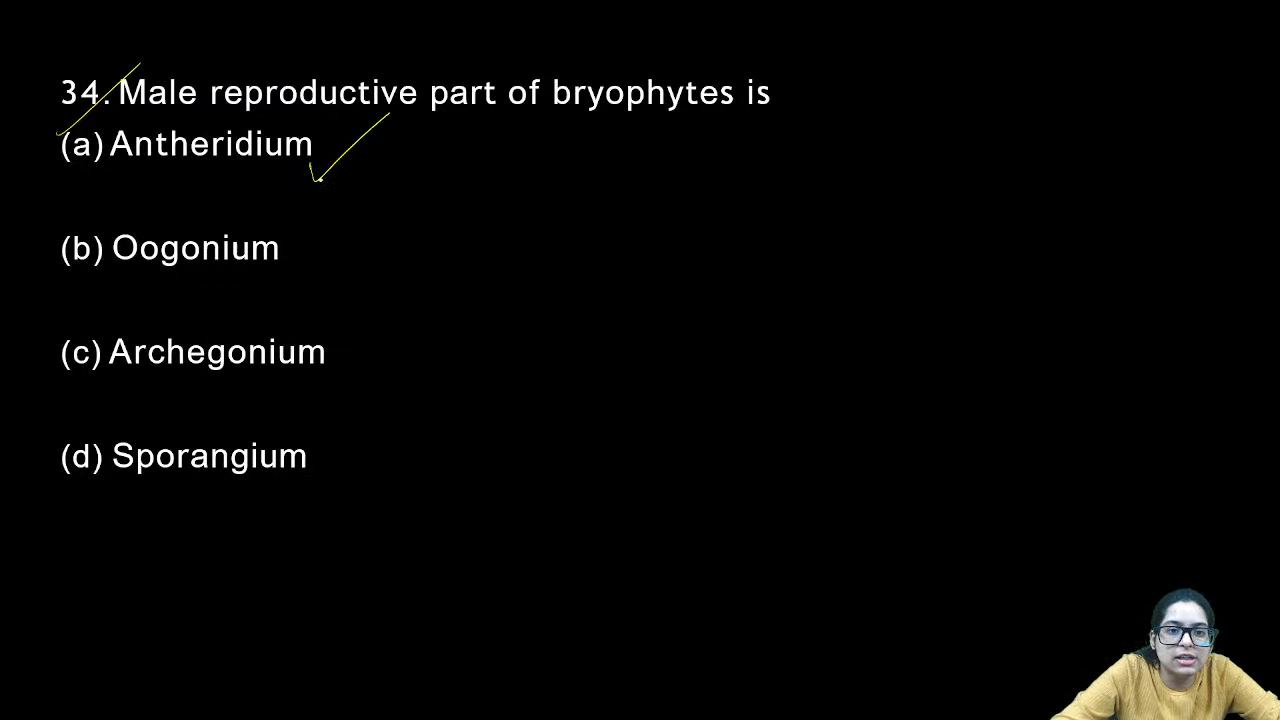 34. Male reproductive part of bryophytes is
(a) Antheridium
(b) Oogonium
(c) Archegonium
(d) Sporangium